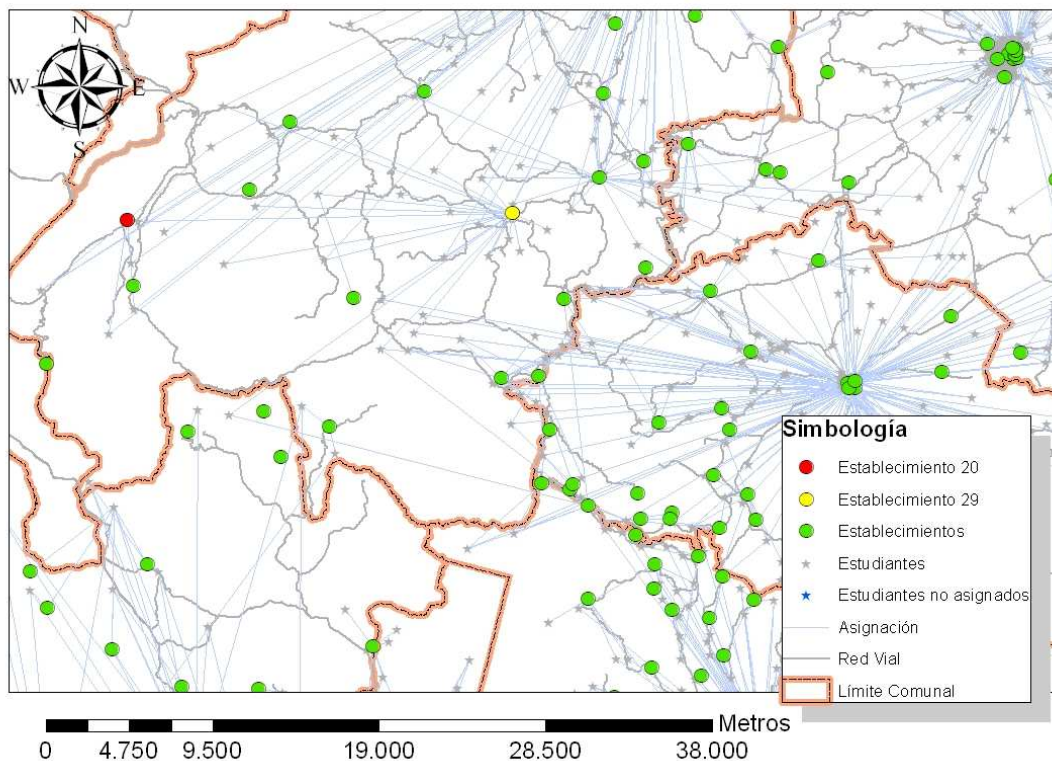 N
W E
S
Simbología
Establecimiento 20
Establecimiento 29
Establecimientos
Estudiantes
Estudiantes no asignados
Asignación
Red Vial
Límite Comunal
Metros
0 4.750 9.500 19.000 28.500 38.000